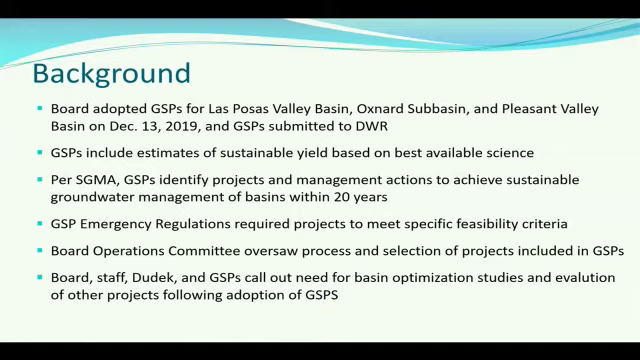 Background
Board adopted GSPs for Las Posas Valley Basin, Oxnard Subbasin, and Pleasant Valley
Basin on Dec. 13, 2019, and GSPs submitted to DWR
GSPs include estimates of sustainable yield based on best available science
Per SGMA, GSPs identify projects and management actions to achieve sustainable
groundwater management of basins within 20 years
GSP Emergency Regulations required projects to meet specific feasibility criteria
Board Operations Committee oversaw process and selection of projects included in GSPs
Board, staff, Dudek, and GSPs call out need for basin optimization studies and evalution
of other projects following adoption of GSPS